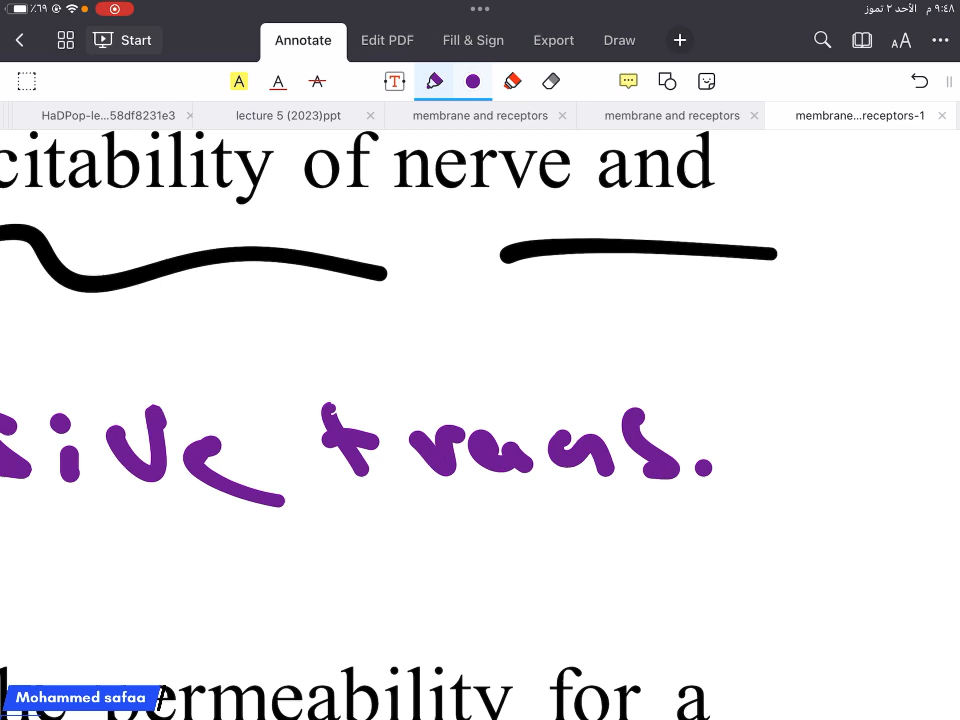 ٪٦٩ ٩:٤٨ م الأحد ٢ تموز
Start Annotate Edit PDF Fill & Sign Export Draw
A A A T AA
HaDPop-le...58df8231e3 lecture 5 (2023)ppt membrane and receptors membrane and receptors membrane...receptors-1
citability of nerve and
sive trans.
permeability for a
Mohammed safaa